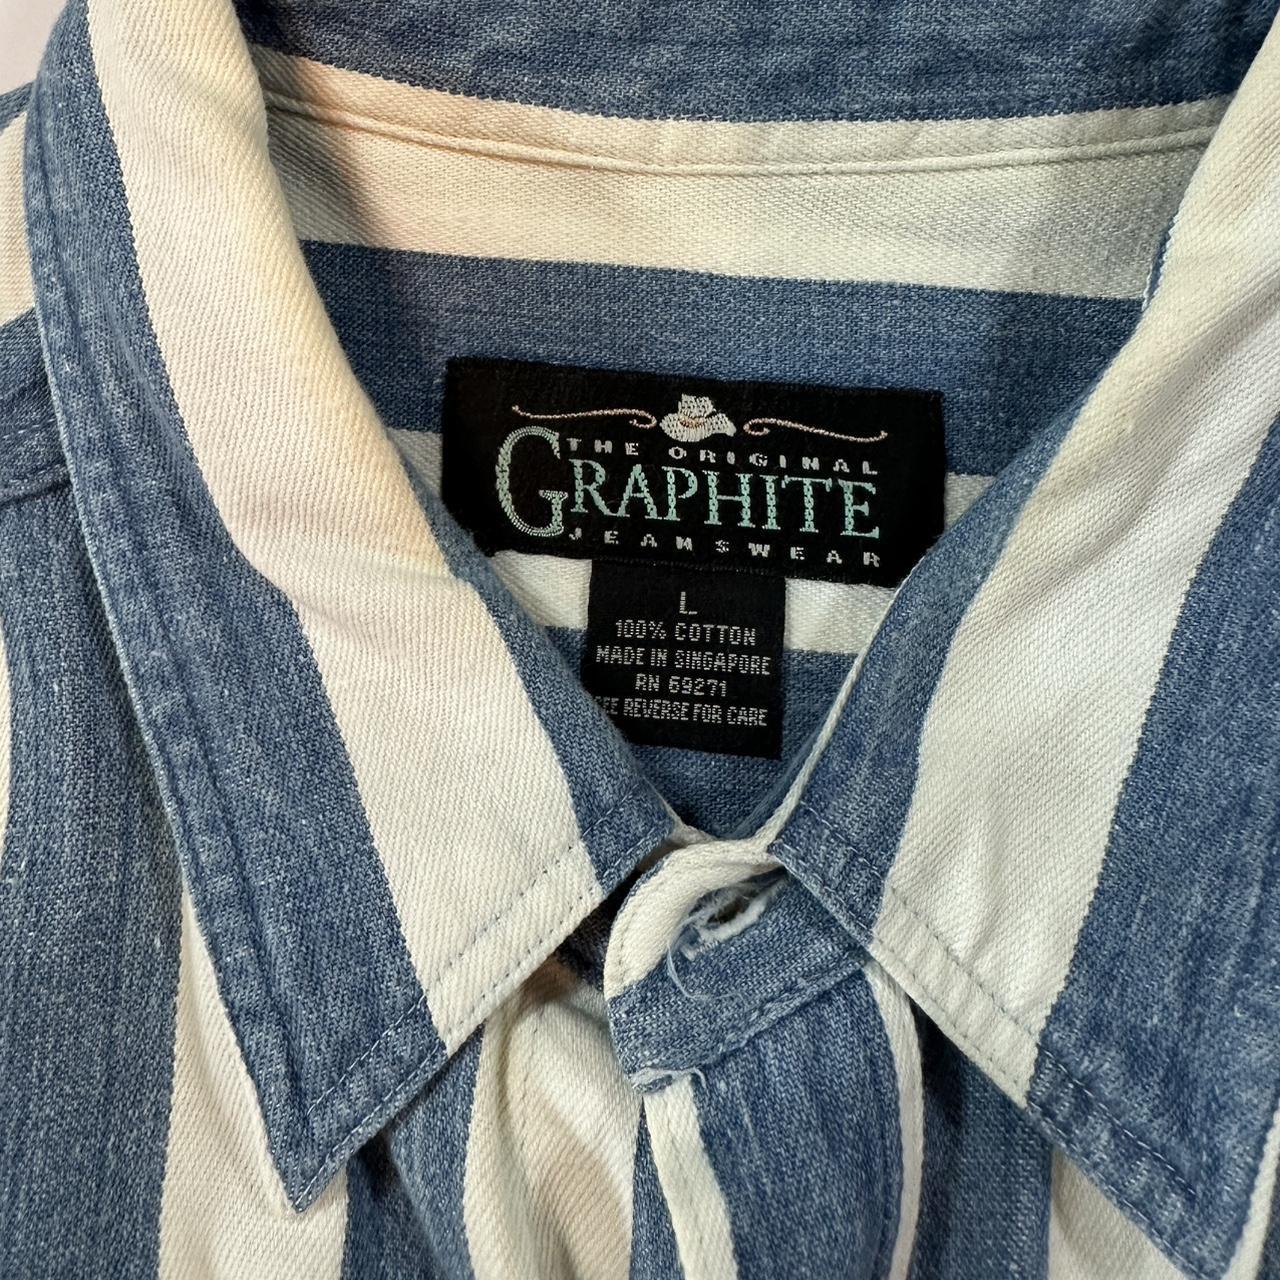 THE ORIGINAL
GRAPHITE
JEANSWEAR
L
100% COTTON
MADE IN SINGAPORE
RN 69271
SEE REVERSE FOR CARE